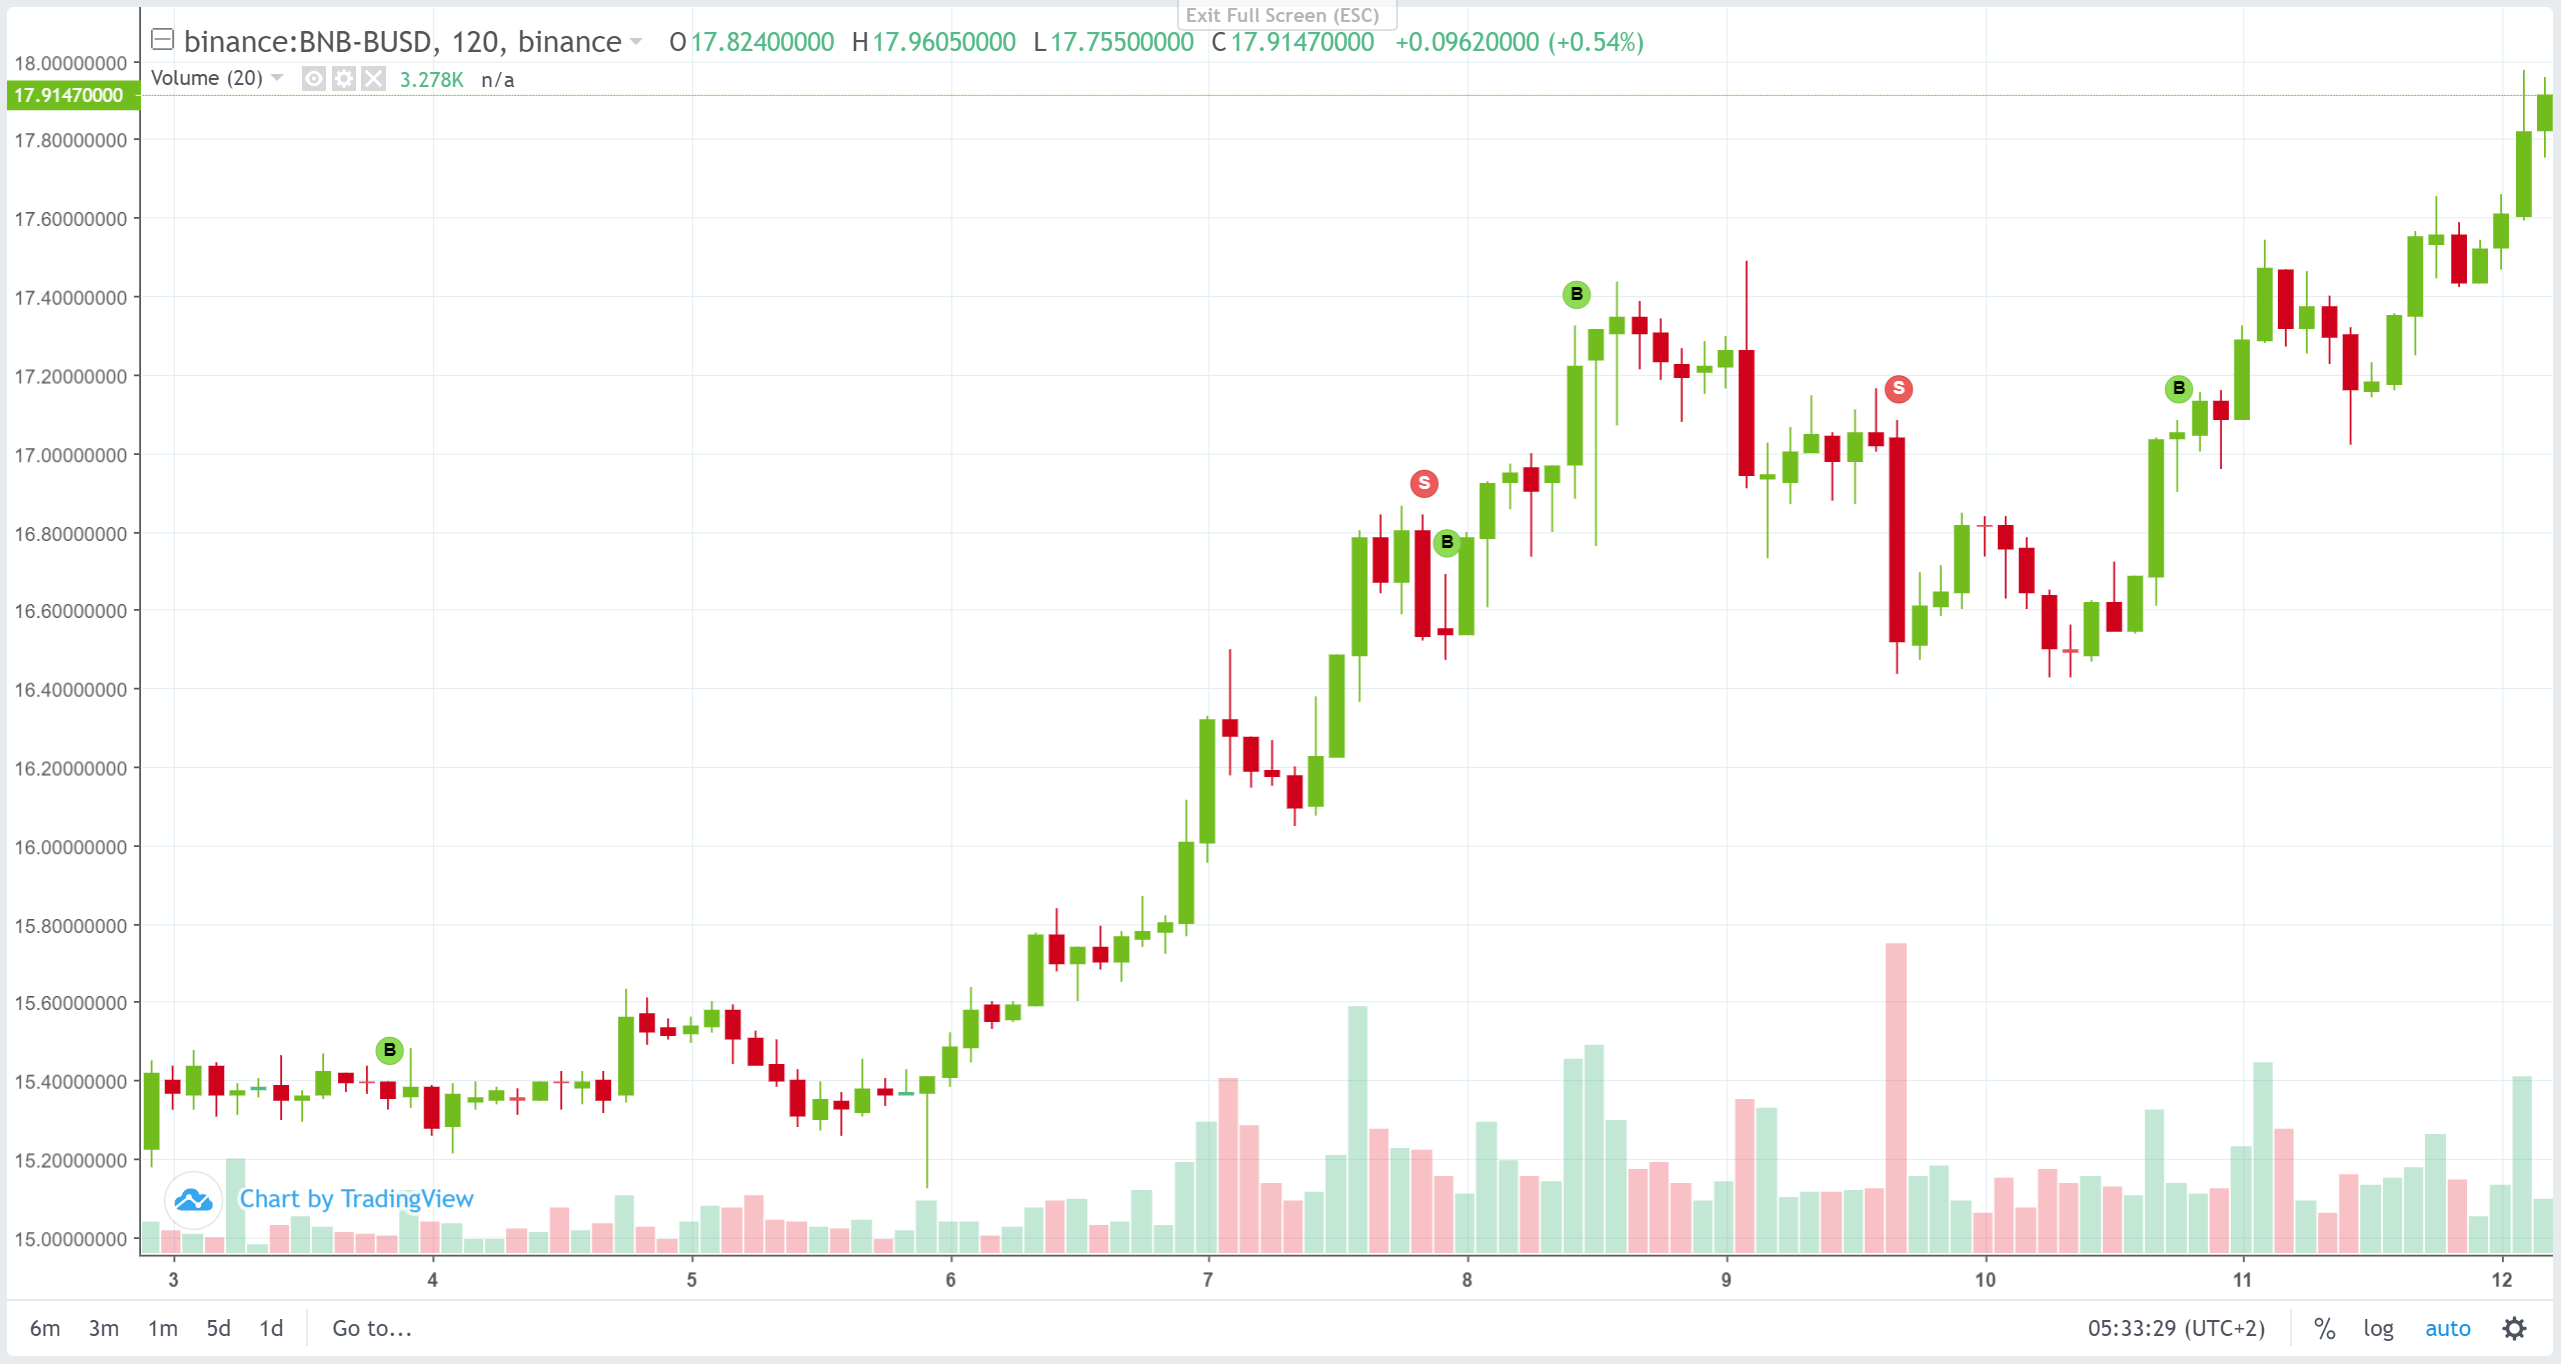 Exit Full Screen (ESC)
binance:BNB-BUSD, 120, binance O17.82400000 H17.96050000 L17.75500000 C17.91470000 +0.09620000 (+0.54%)
Volume (20) 3.278K n/a
18.00000000
17.91470000
17.80000000
17.60000000
17.40000000
17.20000000
17.00000000
16.80000000
16.60000000
16.40000000
16.20000000
16.00000000
15.80000000
15.60000000
15.40000000
15.20000000
15.00000000
B
S
B
B
S
B
Chart by TradingView
3 4 5 6 7 8 9 10 11 12
6m 3m 1m 5d 1d Go to... 05:33:29 (UTC+2) % log auto